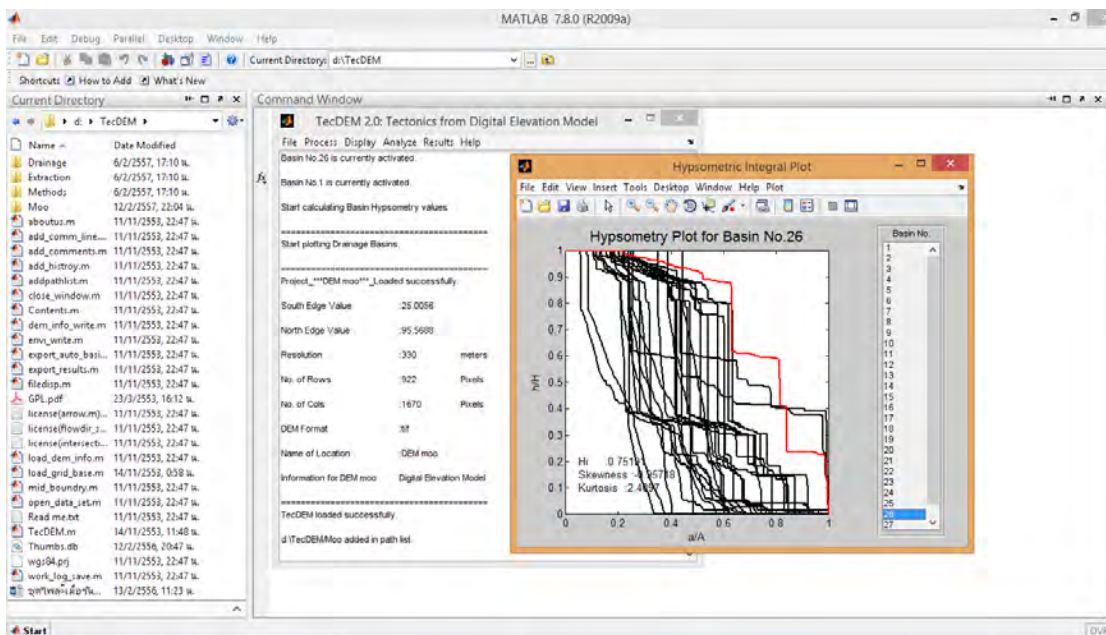 MATLAB 7.8.0 (R2009a)
File Edit Debug Parallel Desktop Window Help
Current Directory: d:\TecDEM
Shortcuts How to Add What's New
Current Directory
Command Window
d: TecDEM
Name Date Modified
Drainage 6/2/2557, 17:10 น.
Extraction 6/2/2557, 17:10 น.
Methods 6/2/2557, 17:10 น.
Moo 12/2/2557, 22:04 น.
aboutus.m 11/11/2553, 22:47 น.
add_comm_line.... 11/11/2553, 22:47 น.
add_comments.m 11/11/2553, 22:47 น.
add_histroy.m 11/11/2553, 22:47 น.
addpathlist.m 11/11/2553, 22:47 น.
close_window.m 11/11/2553, 22:47 น.
Contents.m 11/11/2553, 22:47 น.
dem_info_write.m 11/11/2553, 22:47 น.
envi_write.m 11/11/2553, 22:47 น.
export_auto_basi... 11/11/2553, 22:47 น.
export_results.m 11/11/2553, 22:47 น.
filedisp.m 11/11/2553, 22:47 น.
GPL.pdf 23/3/2553, 16:12 น.
license(arrow.m)... 11/11/2553, 22:47 น.
license(flowdir_s... 11/11/2553, 22:47 น.
license(intersecti... 11/11/2553, 22:47 น.
load_dem_info.m 11/11/2553, 22:47 น.
load_grid_base.m 14/11/2553, 0:58 น.
mid_boundry.m 11/11/2553, 22:47 น.
open_data_set.m 11/11/2553, 22:47 น.
Read me.txt 11/11/2553, 22:47 น.
TecDEM.m 14/11/2553, 11:48 น.
Thumbs.db 12/2/2556, 20:47 น.
wgs84.prj 11/11/2553, 22:47 น.
work_log_save.m 11/11/2553, 22:47 น.
13/2/2556, 11:23 น.
Start
TecDEM 2.0: Tectonics from Digital Elevation Model
File Process Display Analyze Results Help
Basin No.26 is currently activated.
Basin No.1 is currently activated.
Start calculating Basin Hypsometry values
================================================
Start plotting Drainage Basins
================================================
Project_***DEM moo***_Loaded successfully.
South Edge Value :25.0056
North Edge Value :95.5688
Resolution :330 meters
No. of Rows :922 Pixels
No. of Cols :1670 Pixels
DEM Format :tif
Name of Location :DEM moo
Information for DEM moo Digital Elevation Model
================================================
TecDEM loaded successfully.
d:\TecDEM\Moo added in path list
Hypsometric Integral Plot
File Edit View Insert Tools Desktop Window Help Plot
Hypsometry Plot for Basin No.26
1
0.9
0.8
0.7
0.6
0.5
0.4
0.3
0.2
0.1
0
h/H
Hi
Skewness
Kurtosis
0 0.2 0.4 0.6 0.8 1
a/A
Basin No.
1
2
3
4
5
6
7
8
9
10
11
12
13
14
15
16
17
18
19
20
21
22
23
24
25
26
27